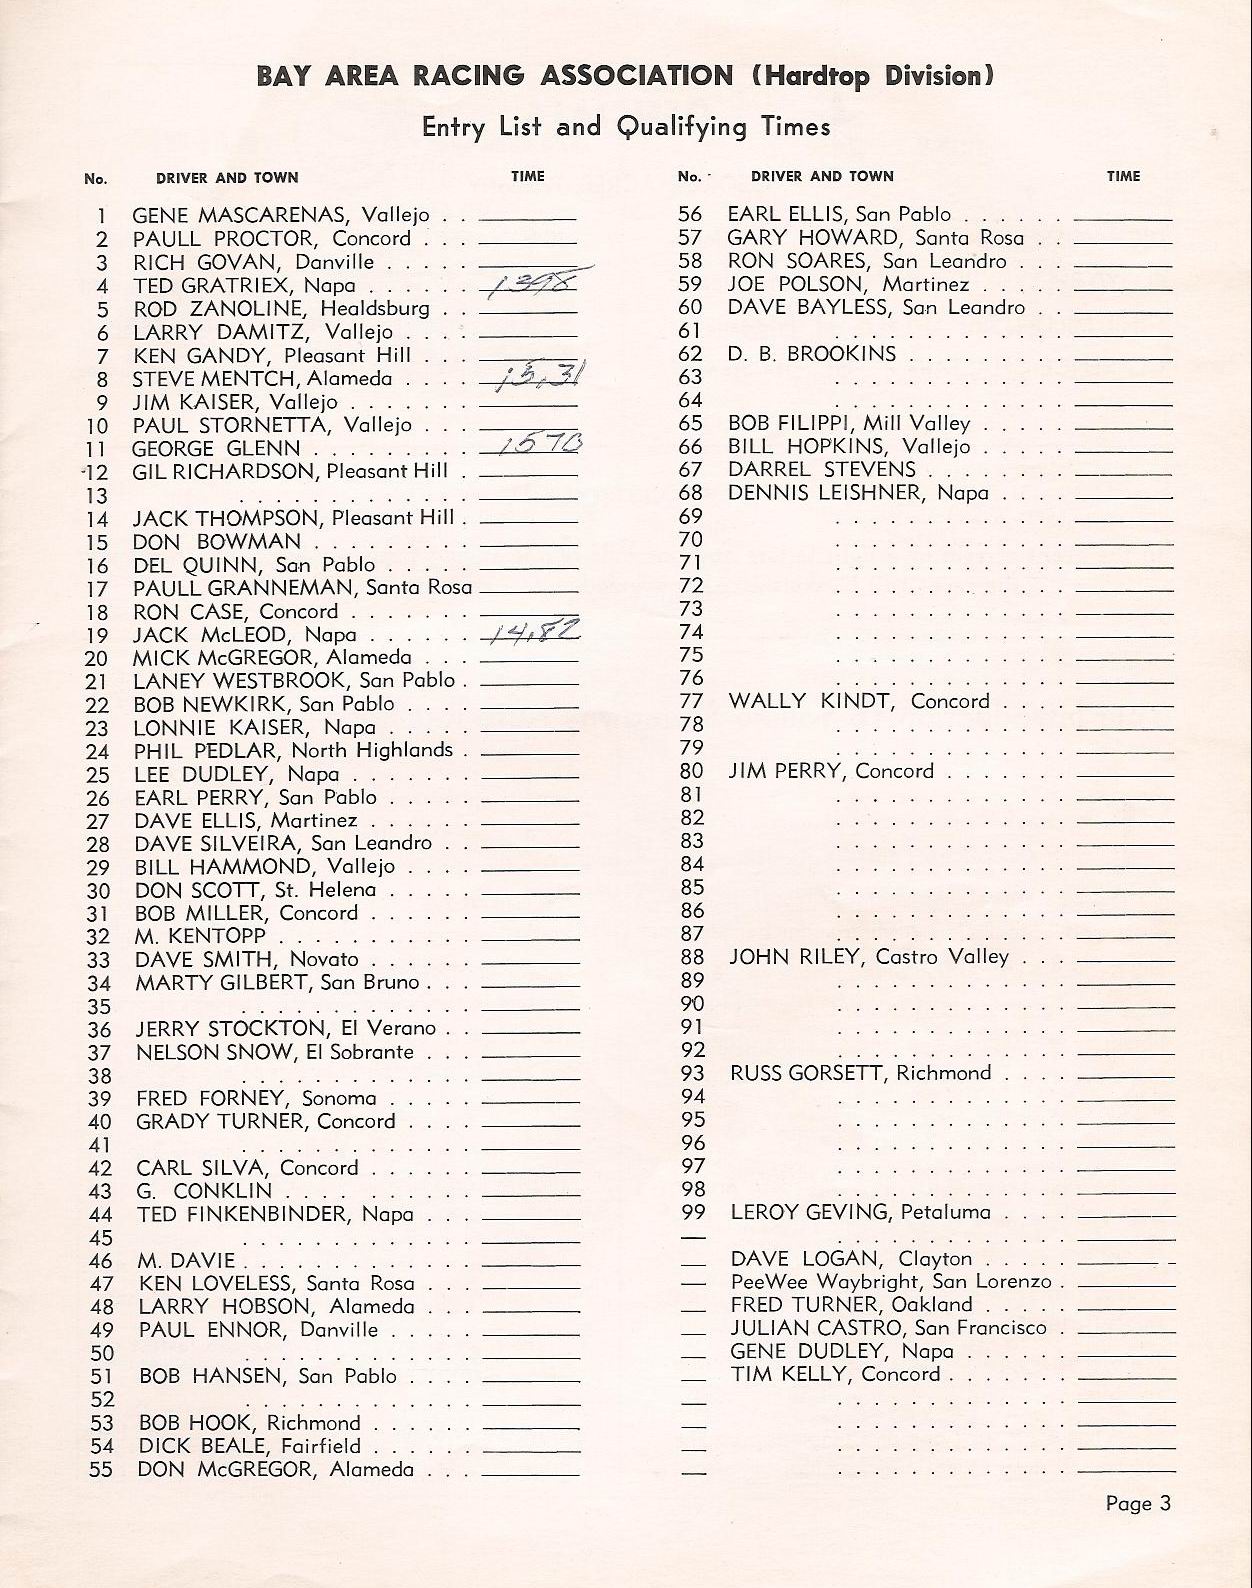 BAY AREA RACING ASSOCIATION (Hardtop Division)
Entry List and Qualifying Times
No. DRIVER AND TOWN TIME
1 GENE MASCARENAS, Vallejo . .
2 PAULL PROCTOR, Concord . . .
3 RICH GOVAN, Danville . . . . .
4 TED GRATRIEX, Napa . . . . . . 1398
5 ROD ZANOLINE, Healdsburg . .
6 LARRY DAMITZ, Vallejo . . . .
7 KEN GANDY, Pleasant Hill . . .
8 STEVE MENTCH, Alameda . . . . 15,31
9 JIM KAISER, Vallejo . . . . . . .
10 PAUL STORNETTA, Vallejo . . .
11 GEORGE GLENN . . . . . . . . . 1570
12 GIL RICHARDSON, Pleasant Hill .
13 . . . . . . . . . . . . .
14 JACK THOMPSON, Pleasant Hill .
15 DON BOWMAN . . . . . . . . .
16 DEL QUINN, San Pablo . . . . .
17 PAULL GRANNEMAN, Santa Rosa
18 RON CASE, Concord . . . . . . .
19 JACK McLEOD, Napa . . . . . . 14,82
20 MICK McGREGOR, Alameda . . .
21 LANEY WESTBROOK, San Pablo .
22 BOB NEWKIRK, San Pablo . . . .
23 LONNIE KAISER, Napa . . . . .
24 PHIL PEDLAR, North Highlands .
25 LEE DUDLEY, Napa . . . . . . .
26 EARL PERRY, San Pablo . . . . .
27 DAVE ELLIS, Martinez . . . . . .
28 DAVE SILVEIRA, San Leandro . .
29 BILL HAMMOND, Vallejo . . . .
30 DON SCOTT, St. Helena . . . . .
31 BOB MILLER, Concord . . . . . .
32 M. KENTOPP . . . . . . . . . . .
33 DAVE SMITH, Novato . . . . . .
34 MARTY GILBERT, San Bruno . . .
35 . . . . . . . . . . . . .
36 JERRY STOCKTON, El Verano . .
37 NELSON SNOW, El Sobrante . . .
38 . . . . . . . . . . . . .
39 FRED FORNEY, Sonoma . . . . .
40 GRADY TURNER, Concord . . . .
41 . . . . . . . . . . . . .
42 CARL SILVA, Concord . . . . . .
43 G. CONKLIN . . . . . . . . . . .
44 TED FINKENBINDER, Napa . . .
45 . . . . . . . . . . . . .
46 M. DAVIE . . . . . . . . . . . . .
47 KEN LOVELESS, Santa Rosa . . .
48 LARRY HOBSON, Alameda . . .
49 PAUL ENNOR, Danville . . . . .
50 . . . . . . . . . . . . .
51 BOB HANSEN, San Pablo . . . .
52 . . . . . . . . . . . . .
53 BOB HOOK, Richmond . . . . . .
54 DICK BEALE, Fairfield . . . . . .
55 DON McGREGOR, Alameda . . .
No. DRIVER AND TOWN TIME
56 EARL ELLIS, San Pablo . . . . . .
57 GARY HOWARD, Santa Rosa . .
58 RON SOARES, San Leandro . . .
59 JOE POLSON, Martinez . . . . .
60 DAVE BAYLESS, San Leandro . .
61 . . . . . . . . . . . . .
62 D. B. BROOKINS . . . . . . . . .
63 . . . . . . . . . . . . .
64 . . . . . . . . . . . . .
65 BOB FILIPPI, Mill Valley . . . . .
66 BILL HOPKINS, Vallejo . . . . .
67 DARREL STEVENS . . . . . . . .
68 DENNIS LEISHNER, Napa . . . .
69 . . . . . . . . . . . . .
70 . . . . . . . . . . . . .
71 . . . . . . . . . . . . .
72 . . . . . . . . . . . . .
73 . . . . . . . . . . . . .
74 . . . . . . . . . . . . .
75 . . . . . . . . . . . . .
76 . . . . . . . . . . . . .
77 WALLY KINDT, Concord . . . .
78 . . . . . . . . . . . . .
79 . . . . . . . . . . . . .
80 JIM PERRY, Concord . . . . . . .
81 . . . . . . . . . . . . .
82 . . . . . . . . . . . . .
83 . . . . . . . . . . . . .
84 . . . . . . . . . . . . .
85 . . . . . . . . . . . . .
86 . . . . . . . . . . . . .
87 . . . . . . . . . . . . .
88 JOHN RILEY, Castro Valley . . .
89 . . . . . . . . . . . . .
90 . . . . . . . . . . . . .
91 . . . . . . . . . . . . .
92 . . . . . . . . . . . . .
93 RUSS GORSETT, Richmond . . . .
94 . . . . . . . . . . . . .
95 . . . . . . . . . . . . .
96 . . . . . . . . . . . . .
97 . . . . . . . . . . . . .
98 . . . . . . . . . . . . .
99 LEROY GEVING, Petaluma . . . .
— . . . . . . . . . . . . .
— DAVE LOGAN, Clayton . . . . .
— PeeWee Waybright, San Lorenzo .
— FRED TURNER, Oakland . . . . .
— JULIAN CASTRO, San Francisco .
— GENE DUDLEY, Napa . . . . . .
— TIM KELLY, Concord . . . . . . .
— . . . . . . . . . . . . .
— . . . . . . . . . . . . .
— . . . . . . . . . . . . .
— . . . . . . . . . . . . .
Page 3